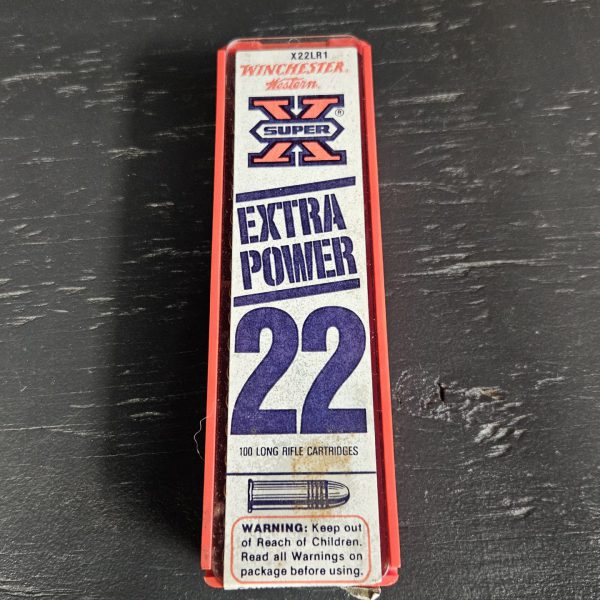 X22LR1
WINCHESTER®
Western®
X SUPER ®
EXTRA
POWER
22
100 LONG RIFLE CARTRIDGES
WARNING: Keep out
of Reach of Children.
Read all Warnings on
package before using.